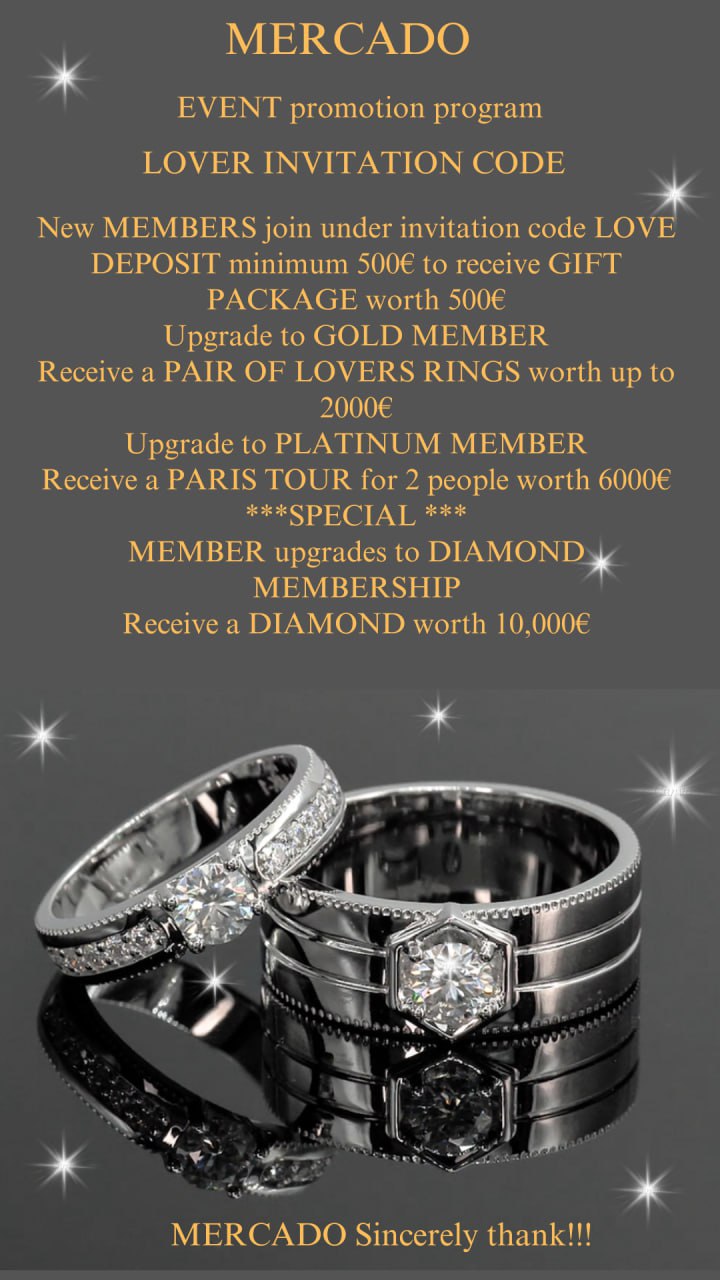 MERCADO
EVENT promotion program
LOVER INVITATION CODE
New MEMBERS join under invitation code LOVE
DEPOSIT minimum 500€ to receive GIFT
PACKAGE worth 500€
Upgrade to GOLD MEMBER
Receive a PAIR OF LOVERS RINGS worth up to
2000€
Upgrade to PLATINUM MEMBER
Receive a PARIS TOUR for 2 people worth 6000€
***SPECIAL ***
MEMBER upgrades to DIAMOND
MEMBERSHIP
Receive a DIAMOND worth 10,000€
MERCADO Sincerely thank!!!